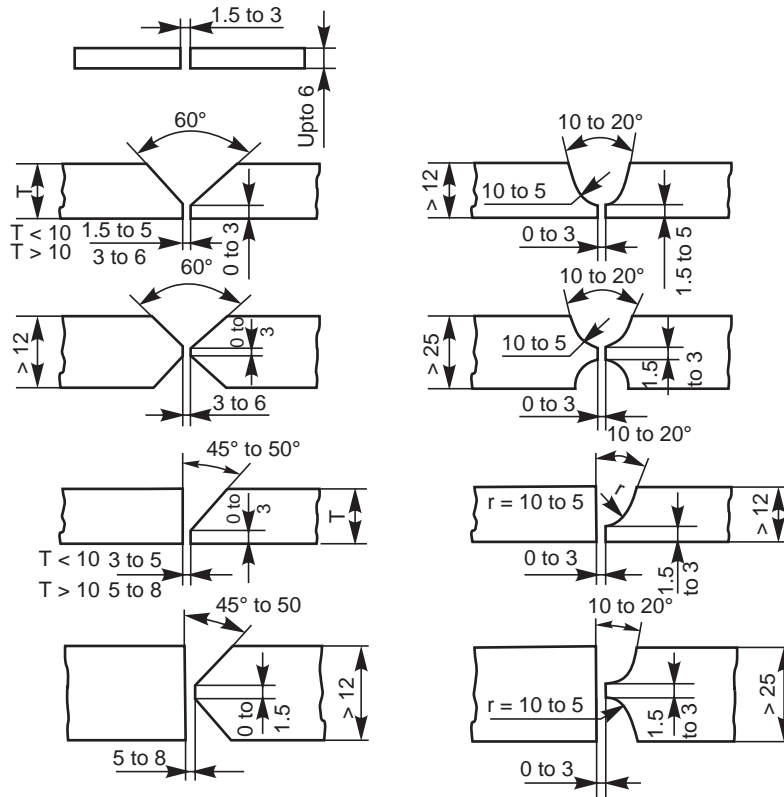 1.5 to 3
Upto 6
60°
T
T < 10
T > 10
1.5 to 5
3 to 6
0 to 3
10 to 20°
> 12
10 to 5
0 to 3
1.5 to 5
60°
> 12
0 to
3
3 to 6
10 to 20°
> 25
10 to 5
0 to 3
1.5
to 3
45° to 50°
0 to
3
T
T < 10 3 to 5
T > 10 5 to 8
10 to 20°
r = 10 to 5
r
> 12
0 to 3
1.5
to 3
45° to 50
0 to
1.5
> 12
5 to 8
10 to 20°
r = 10 to 5
1.5
to 3
> 25
0 to 3